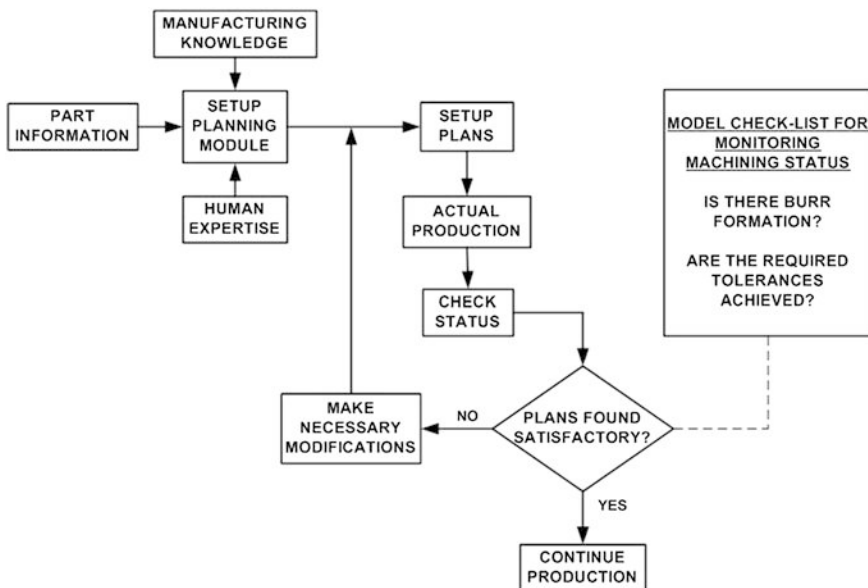 MANUFACTURING
KNOWLEDGE
PART
INFORMATION
SETUP
PLANNING
MODULE
HUMAN
EXPERTISE
SETUP
PLANS
ACTUAL
PRODUCTION
CHECK
STATUS
PLANS FOUND
SATISFACTORY?
NO
MAKE
NECESSARY
MODIFICATIONS
YES
CONTINUE
PRODUCTION
MODEL CHECK-LIST FOR
MONITORING
MACHINING STATUS
IS THERE BURR
FORMATION?
ARE THE REQUIRED
TOLERANCES
ACHIEVED?